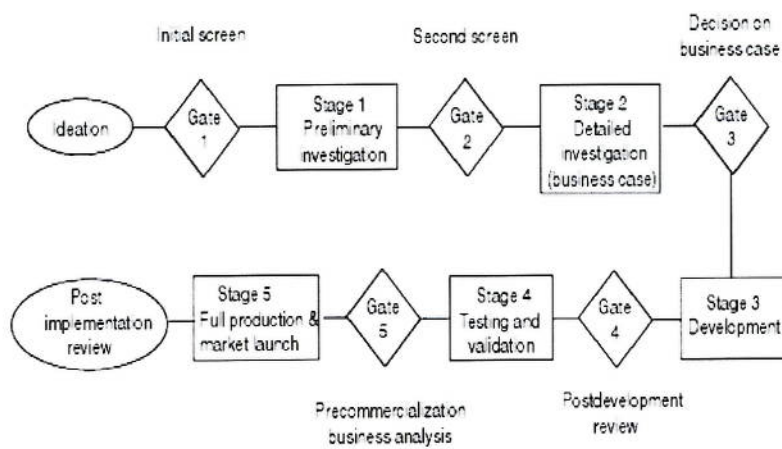 Initial screen
Second screen
Decision on
business case
Ideation
Gate
1
Stage 1
Preliminary
investigation
Gate
2
Stage 2
Detailed
investigation
(business case)
Gate
3
Post
implementation
review
Stage 5
Full production &
market launch
Gate
5
Stage 4
Testing and
validation
Gate
4
Stage 3
Development
Precommercialization
business analysis
Postdevelopment
review